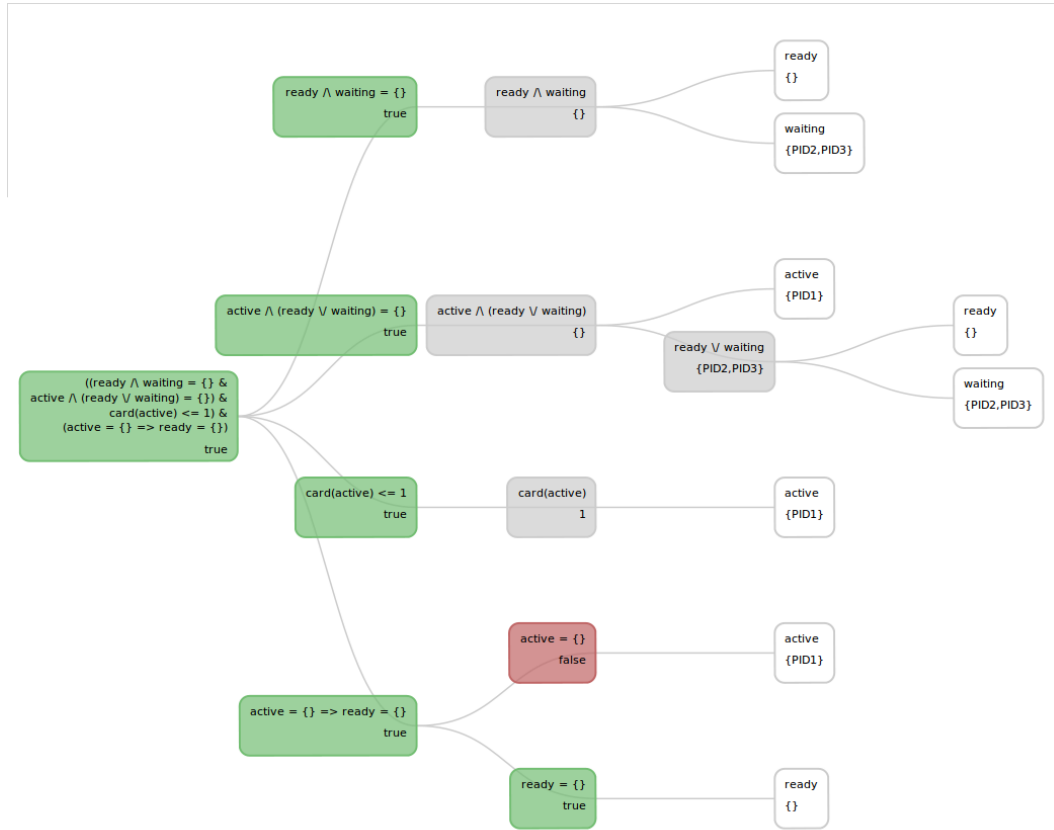 ready
{}
ready /\ waiting = {}
true
ready /\ waiting
{}
waiting
{PID2,PID3}
active
{PID1}
active /\ (ready \/ waiting) = {}
true
active /\ (ready \/ waiting)
{}
ready
{}
ready \/ waiting
{PID2,PID3}
waiting
{PID2,PID3}
((ready /\ waiting = {} &
active /\ (ready \/ waiting) = {}) &
card(active) <= 1) &
(active = {} => ready = {})
true
card(active) <= 1
true
card(active)
1
active
{PID1}
active = {}
false
active
{PID1}
active = {} => ready = {}
true
ready = {}
true
ready
{}